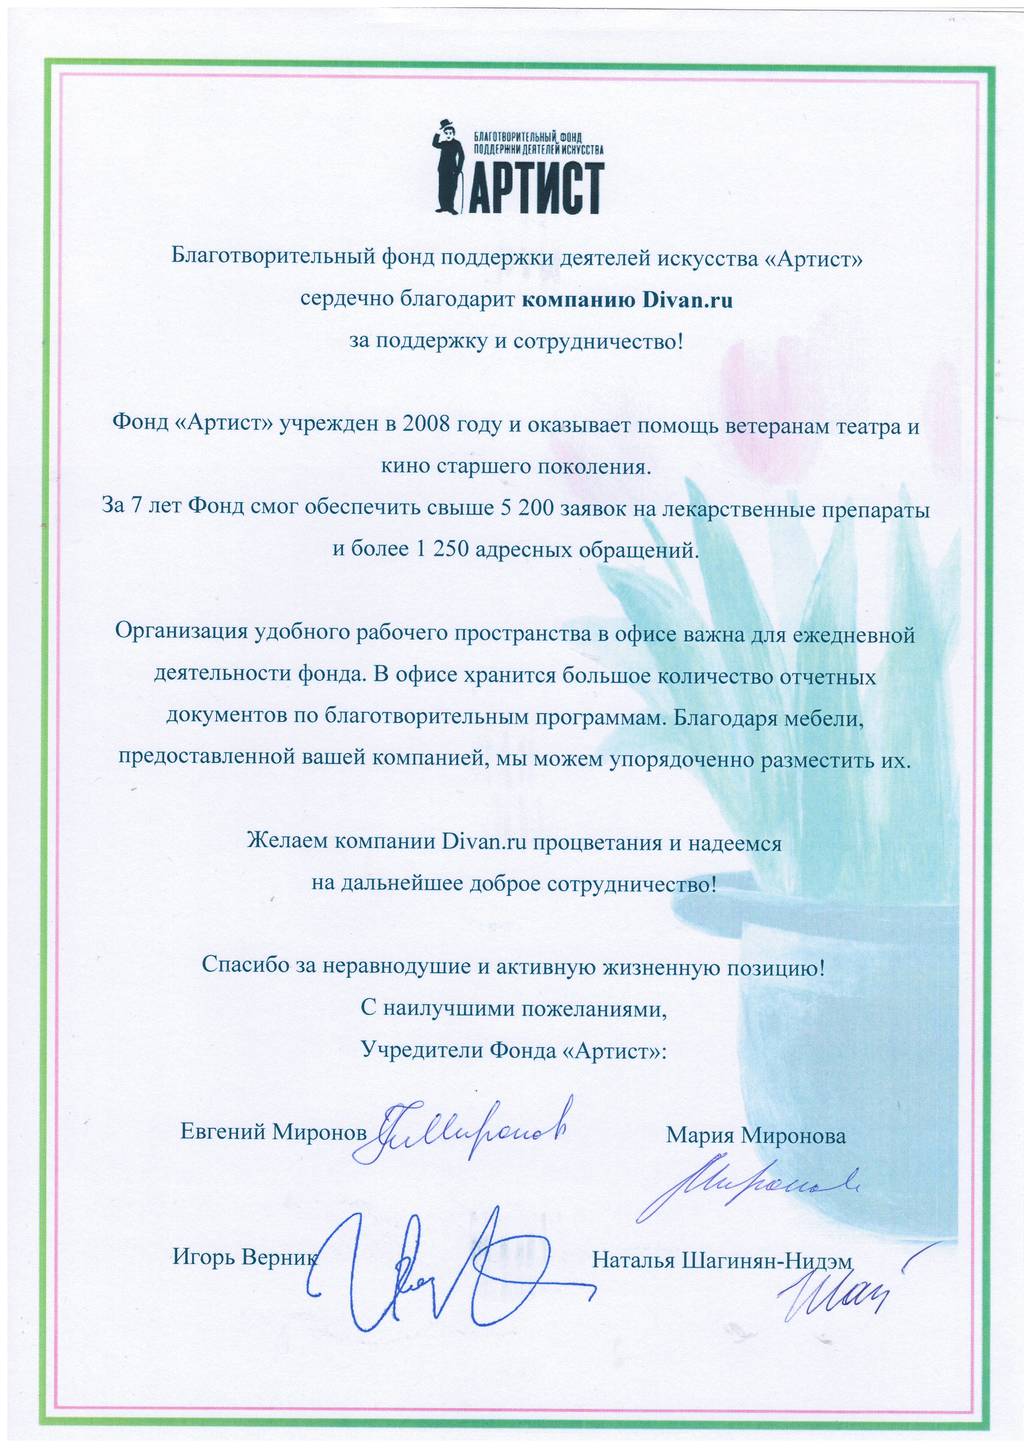 БЛАГОТВОРИТЕЛЬНЫЙ ФОНД
ПОДДЕРЖКИ ДЕЯТЕЛЕЙ ИСКУССТВА
АРТИСТ
Благотворительный фонд поддержки деятелей искусства «Артист»
сердечно благодарит компанию Divan.ru
за поддержку и сотрудничество!
Фонд «Артист» учрежден в 2008 году и оказывает помощь ветеранам театра и
кино старшего поколения.
За 7 лет Фонд смог обеспечить свыше 5 200 заявок на лекарственные препараты
и более 1 250 адресных обращений.
Организация удобного рабочего пространства в офисе важна для ежедневной
деятельности фонда. В офисе хранится большое количество отчетных
документов по благотворительным программам. Благодаря мебели,
предоставленной вашей компанией, мы можем упорядоченно разместить их.
Желаем компании Divan.ru процветания и надеемся
на дальнейшее доброе сотрудничество!
Спасибо за неравнодушие и активную жизненную позицию!
С наилучшими пожеланиями,
Учредители Фонда «Артист»:
Евгений Миронов
Мария Миронова
Игорь Верник
Наталья Шагинян-Нидэм